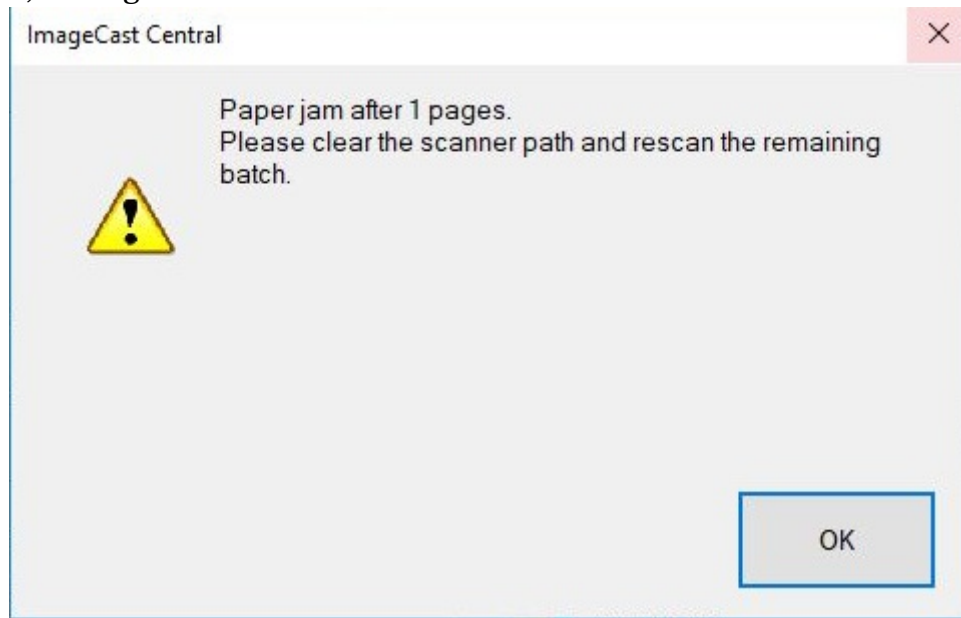 ImageCast Central
Paper jam after 1 pages.
Please clear the scanner path and rescan the remaining
batch.
OK